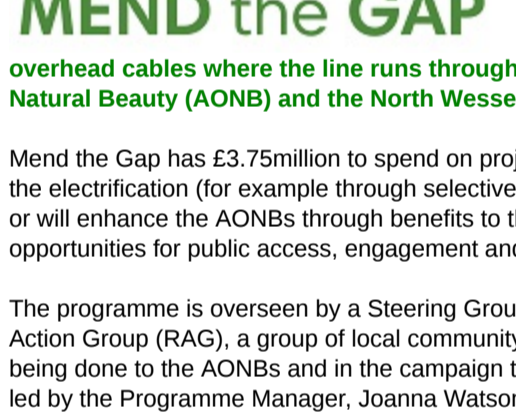 MEND the GAP
overhead cables where the line runs through
Natural Beauty (AONB) and the North Wesse
Mend the Gap has £3.75million to spend on proj
the electrification (for example through selective
or will enhance the AONBs through benefits to t
opportunities for public access, engagement and
The programme is overseen by a Steering Grou
Action Group (RAG), a group of local community
being done to the AONBs and in the campaign t
led by the Programme Manager, Joanna Watson